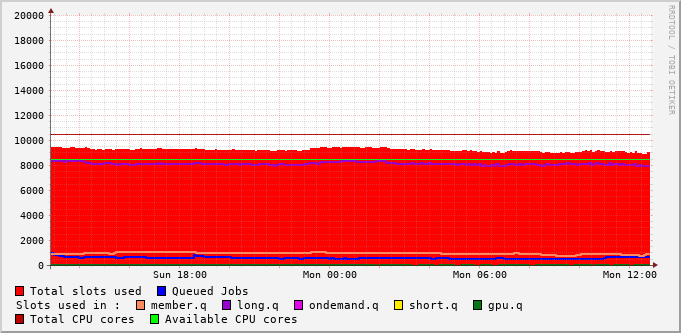 20000
18000
16000
14000
12000
10000
8000
6000
4000
2000
0
Sun 18:00 Mon 00:00 Mon 06:00 Mon 12:00
Total slots used Queued Jobs
Slots used in : member.q long.q ondemand.q short.q gpu.q
Total CPU cores Available CPU cores
RRDTOOL / TOBI OETIKER